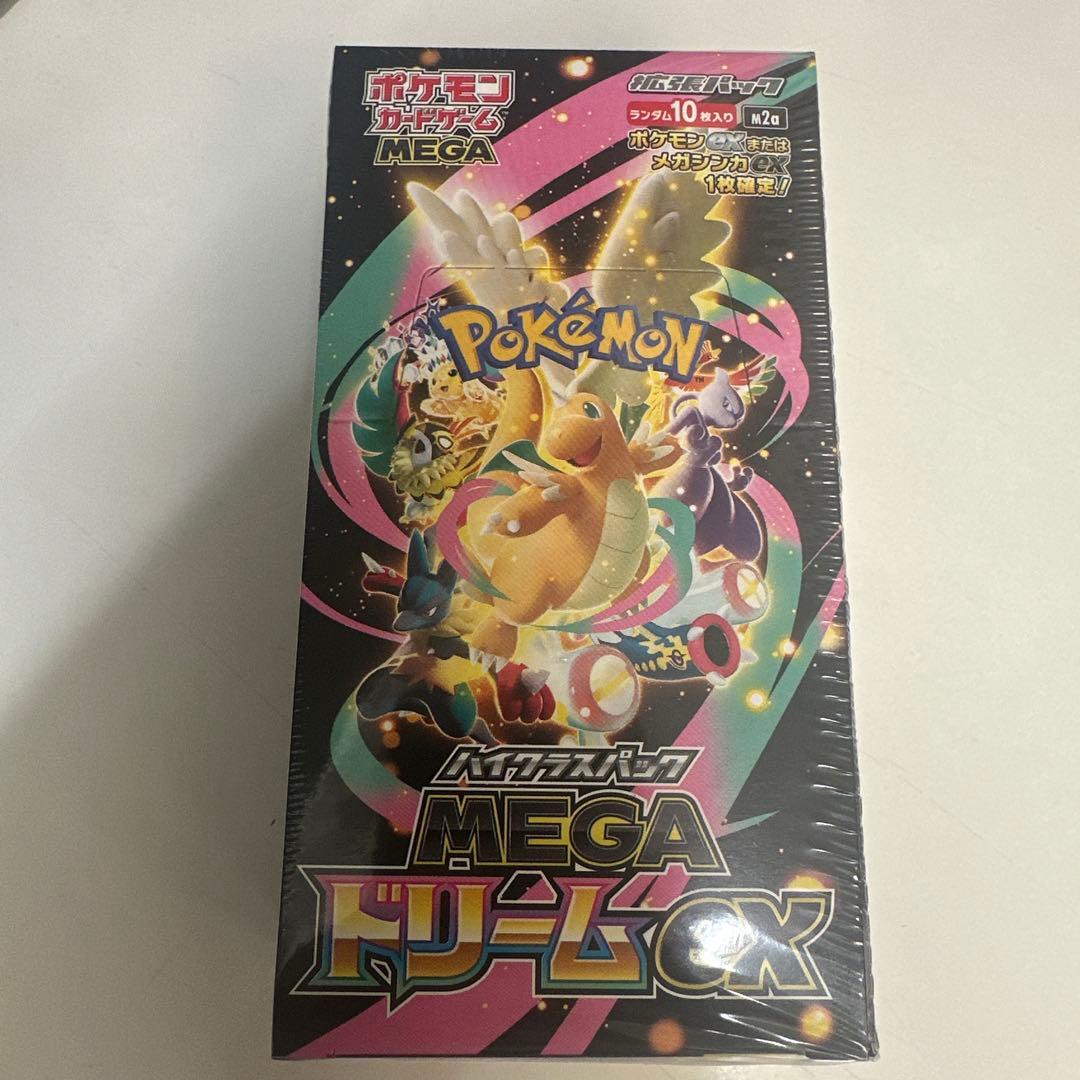 ポケモン
カードゲーム™
MEGA
拡張パック
ランダム10枚入り M2a
ポケモンexまたは
メガシンカex
1枚確定!
POKéMON™
ハイクラスパック
MEGA
ドリームex